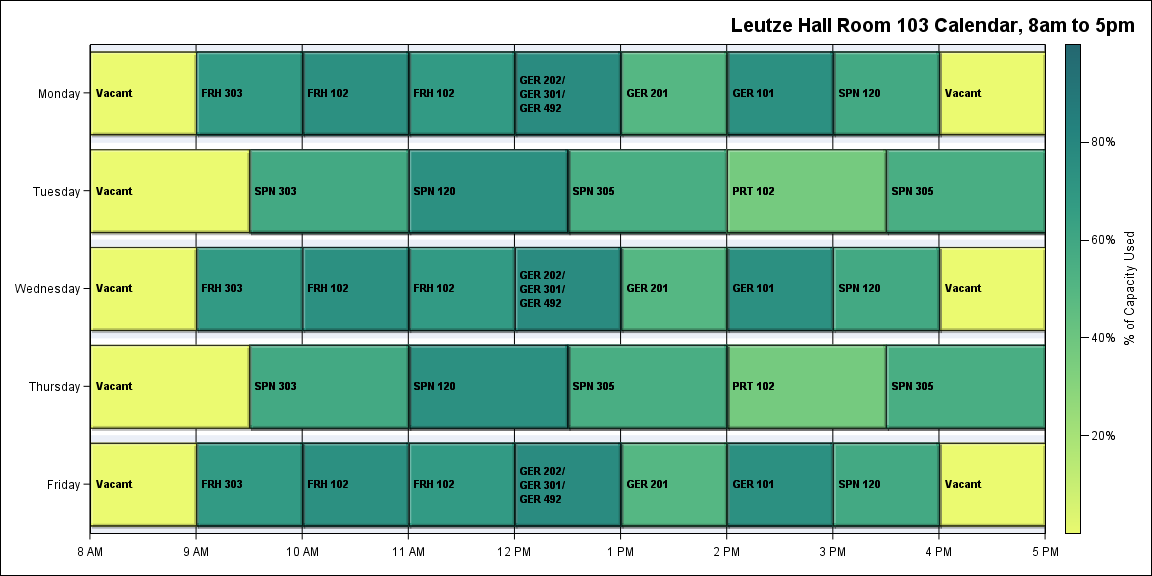 Leutze Hall Room 103 Calendar, 8am to 5pm
Monday
Vacant
FRH 303
FRH 102
FRH 102
GER 202/
GER 301/
GER 492
GER 201
GER 101
SPN 120
Vacant
Tuesday
Vacant
SPN 303
SPN 120
SPN 305
PRT 102
SPN 305
Wednesday
Vacant
FRH 303
FRH 102
FRH 102
GER 202/
GER 301/
GER 492
GER 201
GER 101
SPN 120
Vacant
Thursday
Vacant
SPN 303
SPN 120
SPN 305
PRT 102
SPN 305
Friday
Vacant
FRH 303
FRH 102
FRH 102
GER 202/
GER 301/
GER 492
GER 201
GER 101
SPN 120
Vacant
8 AM
9 AM
10 AM
11 AM
12 PM
1 PM
2 PM
3 PM
4 PM
5 PM
80%
60%
40%
20%
% of Capacity Used